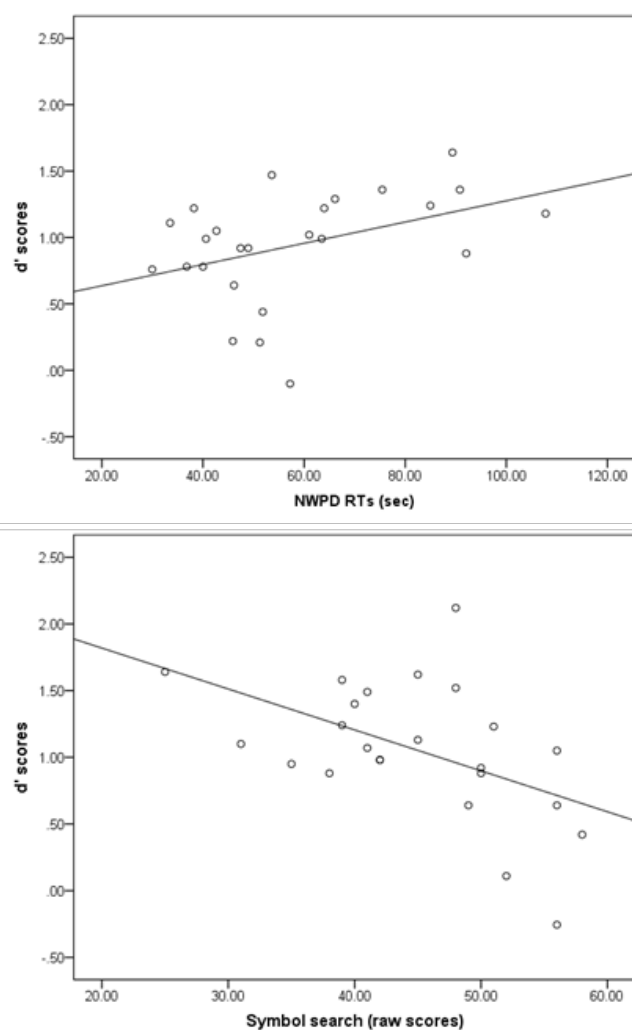 2.50
2.00
1.50
1.00
.50
.00
-.50
d' scores
20.00 40.00 60.00 80.00 100.00 120.00
NWPD RTs (sec)
2.50
2.00
1.50
1.00
.50
.00
-.50
d' scores
20.00 30.00 40.00 50.00 60.00
Symbol search (raw scores)